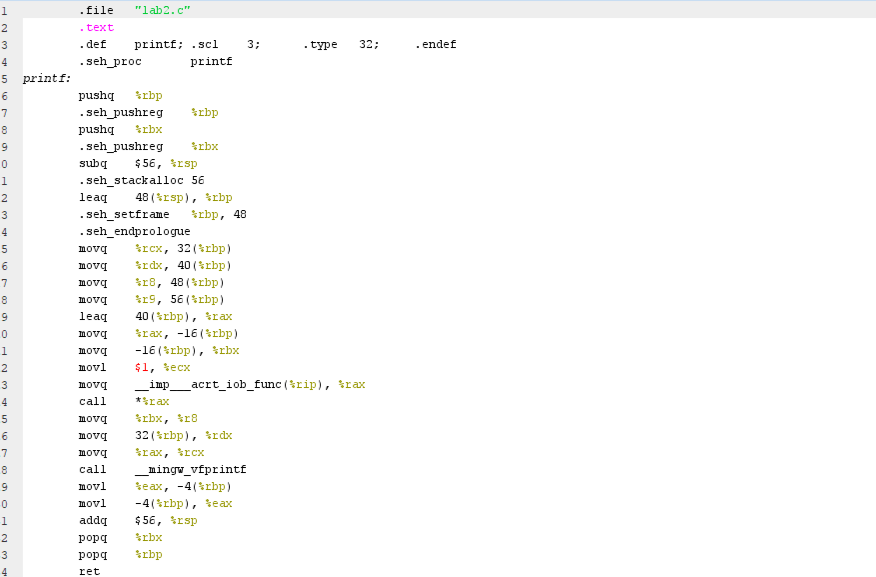 1 .file "lab2.c"
2 .text
3 .def printf; .scl 3; .type 32; .endef
4 .seh_proc printf
5 printf:
6 pushq %rbp
7 .seh_pushreg %rbp
8 pushq %rbx
9 .seh_pushreg %rbx
0 subq $56, %rsp
1 .seh_stackalloc 56
2 leaq 48(%rsp), %rbp
3 .seh_setframe %rbp, 48
4 .seh_endprologue
5 movq %rcx, 32(%rbp)
6 movq %rdx, 40(%rbp)
7 movq %r8, 48(%rbp)
8 movq %r9, 56(%rbp)
9 leaq 40(%rbp), %rax
0 movq %rax, -16(%rbp)
1 movq -16(%rbp), %rbx
2 movl $1, %ecx
3 movq __imp___acrt_iob_func(%rip), %rax
4 call *%rax
5 movq %rbx, %r8
6 movq 32(%rbp), %rdx
7 movq %rax, %rcx
8 call __mingw_vfprintf
9 movl %eax, -4(%rbp)
0 movl -4(%rbp), %eax
1 addq $56, %rsp
2 popq %rbx
3 popq %rbp
4 ret